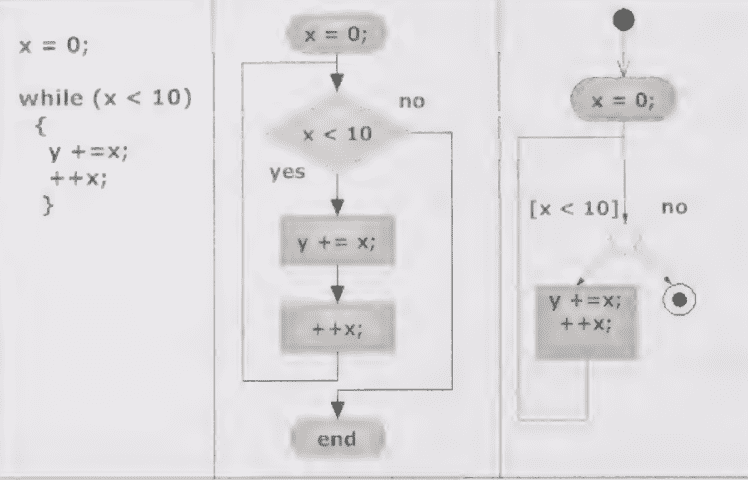 x = 0;
while (x < 10)
{
y +=x;
++x;
}
x = 0;
no
x < 10
yes
y += x;
++x;
end
x = 0;
[x < 10]
no
y +=x;
++x;